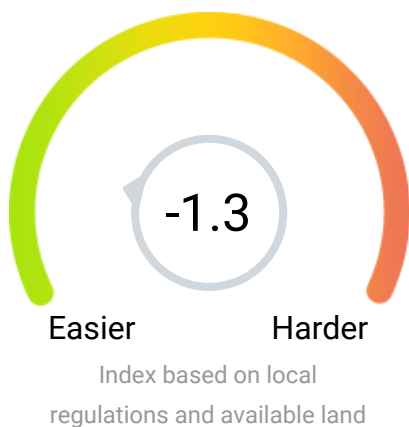 -1.3
Easier Harder
Index based on local
regulations and available land